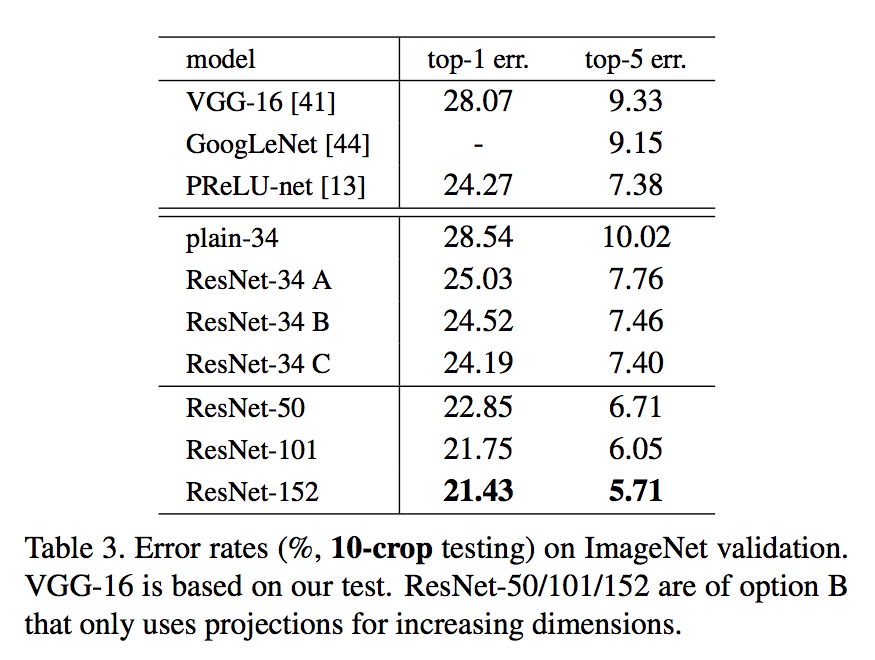 model top-1 err. top-5 err.
VGG-16 [41] 28.07 9.33
GoogLeNet [44] - 9.15
PReLU-net [13] 24.27 7.38
plain-34 28.54 10.02
ResNet-34 A 25.03 7.76
ResNet-34 B 24.52 7.46
ResNet-34 C 24.19 7.40
ResNet-50 22.85 6.71
ResNet-101 21.75 6.05
ResNet-152 21.43 5.71
Table 3. Error rates (%, 10-crop testing) on ImageNet validation.
VGG-16 is based on our test. ResNet-50/101/152 are of option B
that only uses projections for increasing dimensions.